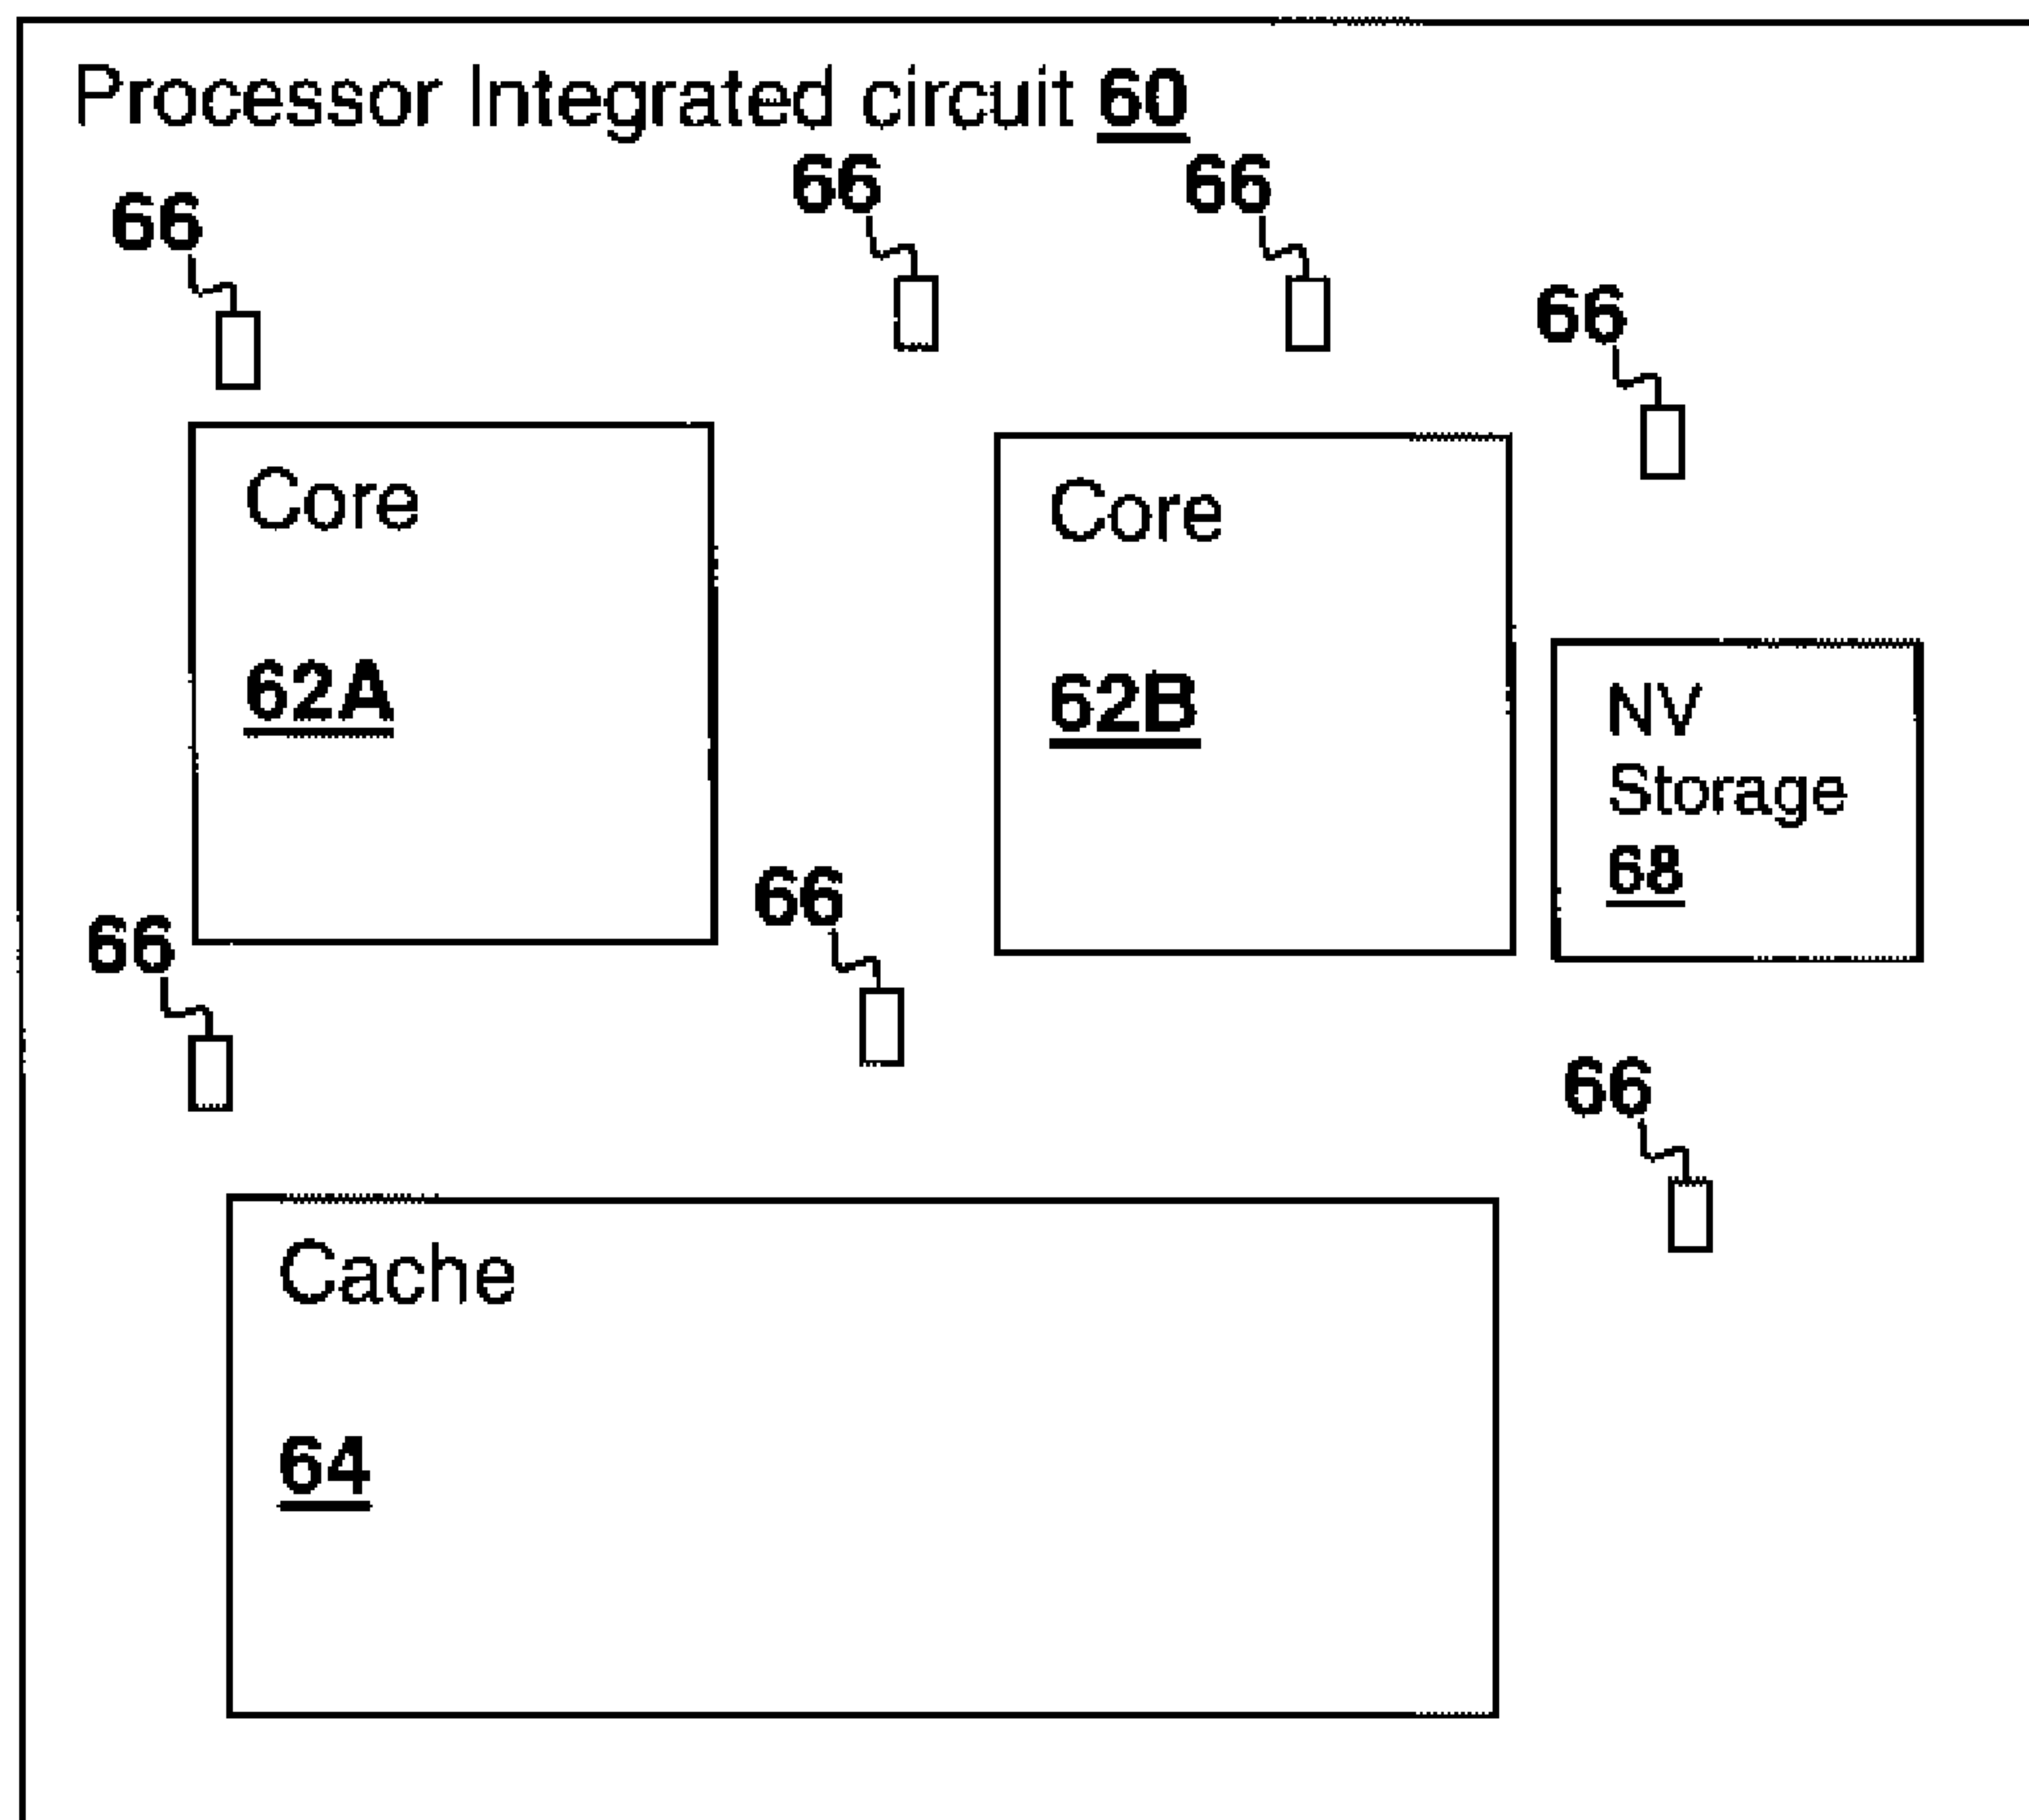 Processor Integrated circuit 60
66
66
66
66
Core
62A
Core
62B
NV
Storage
68
66
66
66
Cache
64